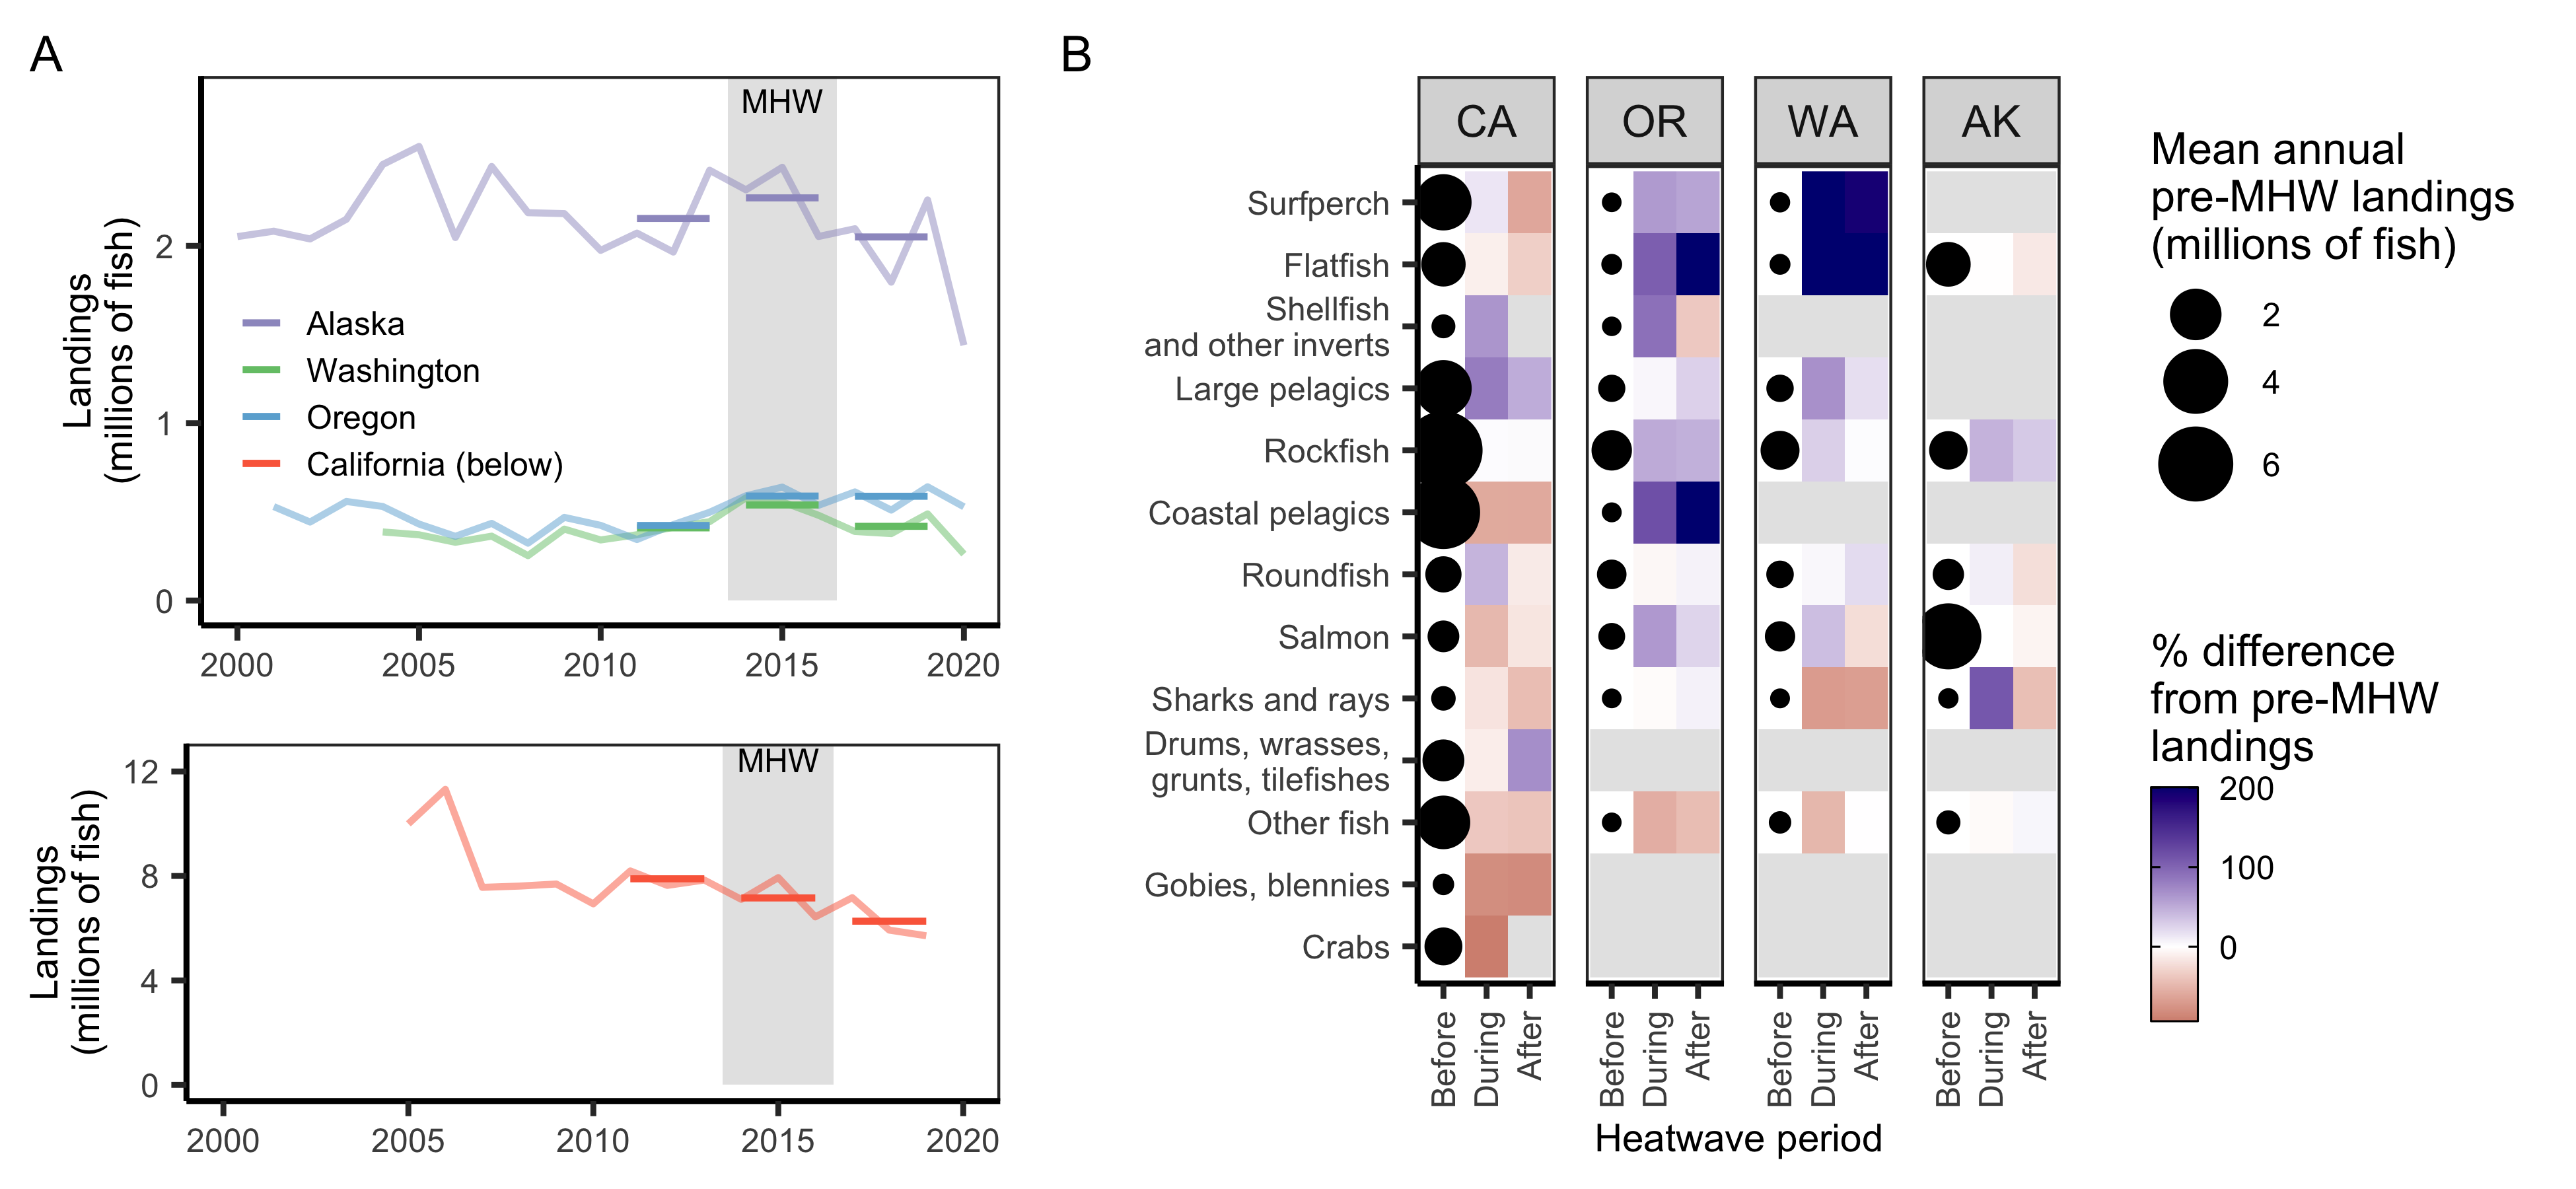 A
MHW
Landings
(millions of fish)
2
1
0
Alaska
Washington
Oregon
California (below)
2000 2005 2010 2015 2020
MHW
Landings
(millions of fish)
12
8
4
0
2000 2005 2010 2015 2020
B
CA OR WA AK
Surfperch
Flatfish
Shellfish
and other inverts
Large pelagics
Rockfish
Coastal pelagics
Roundfish
Salmon
Sharks and rays
Drums, wrasses,
grunts, tilefishes
Other fish
Gobies, blennies
Crabs
Before During After Before During After Before During After Before During After
Heatwave period
Mean annual
pre-MHW landings
(millions of fish)
2
4
6
% difference
from pre-MHW
landings
200
100
0